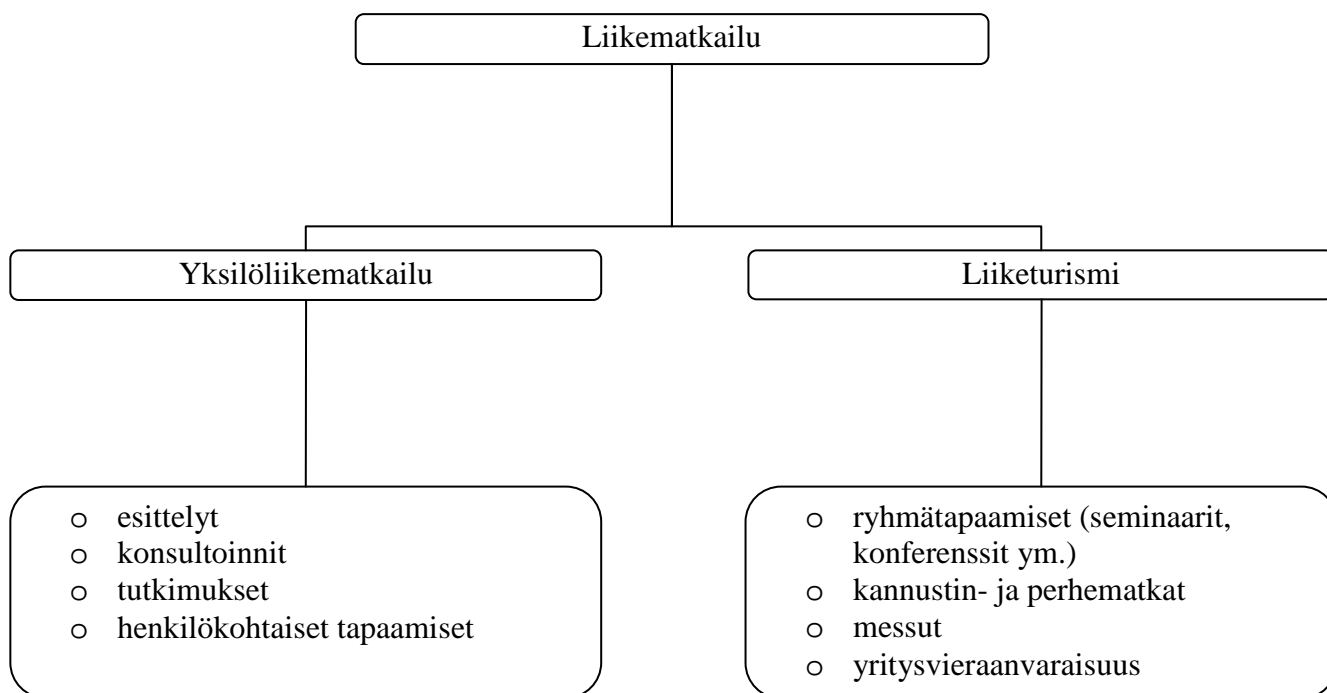 Liikematkailu
Yksilöliikematkailu
Liiketurismi
o esittelyt
o konsultoinnit
o tutkimukset
o henkilökohtaiset tapaamiset
o ryhmätapaamiset (seminaarit,
konferenssit ym.)
o kannustin- ja perhematkat
o messut
o yritysvieraanvaraisuus